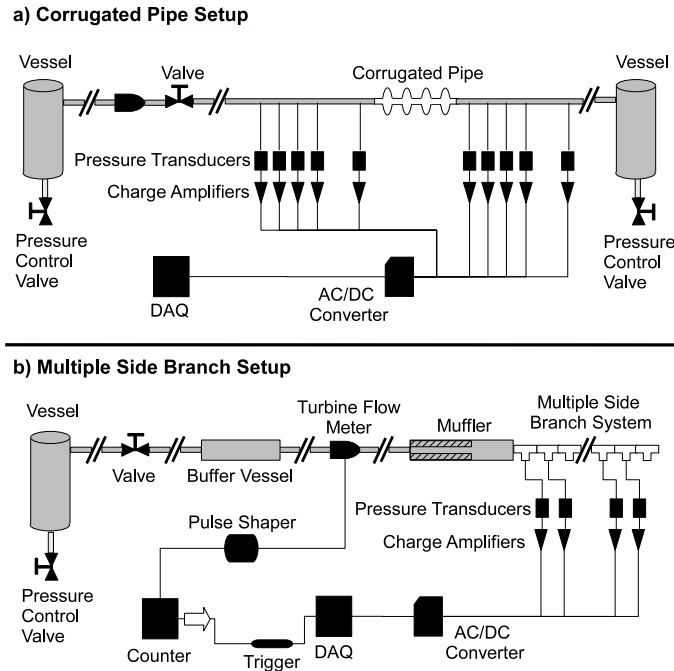 a) Corrugated Pipe Setup
Vessel
Valve
Corrugated Pipe
Vessel
Pressure Transducers
Charge Amplifiers
Pressure
Control
Valve
DAQ
AC/DC
Converter
Pressure
Control
Valve
b) Multiple Side Branch Setup
Vessel
Valve
Buffer Vessel
Turbine Flow
Meter
Muffler
Multiple Side
Branch System
Pressure Transducers
Charge Amplifiers
Pulse Shaper
Pressure
Control
Valve
Counter
Trigger
DAQ
AC/DC
Converter